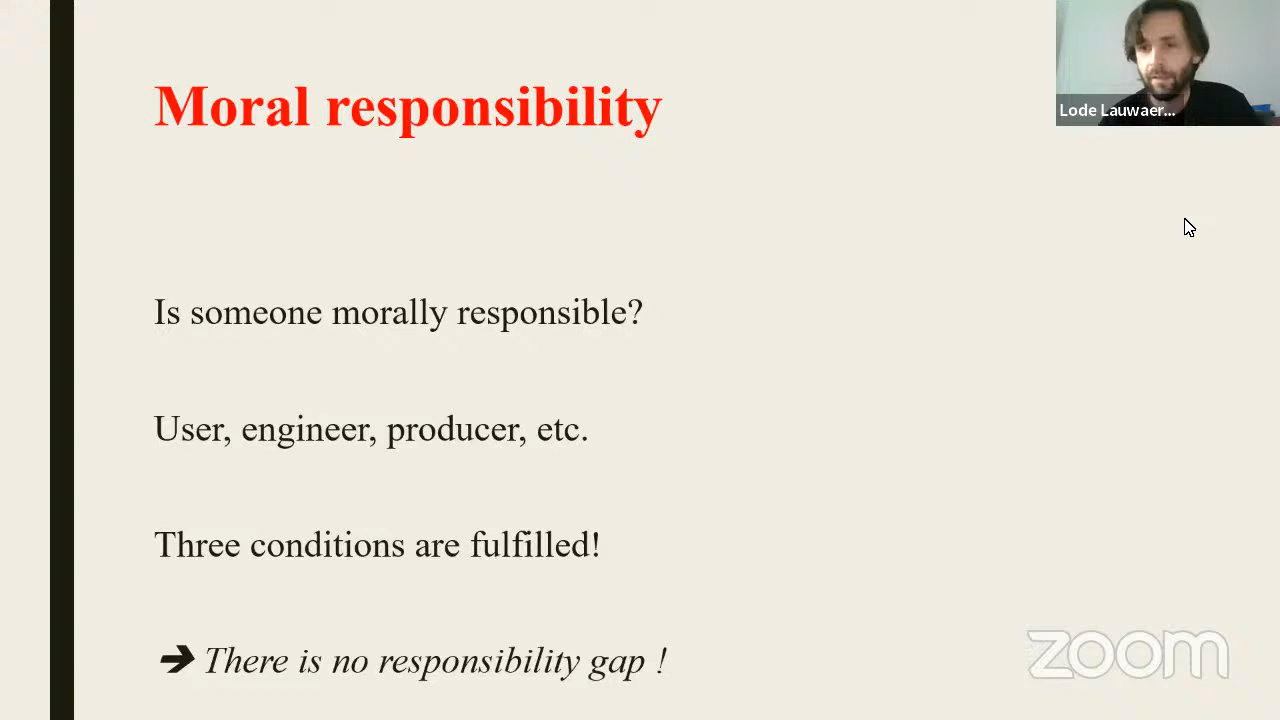 Moral responsibility
Lode Lauwaer...
Is someone morally responsible?
User, engineer, producer, etc.
Three conditions are fulfilled!
➔ There is no responsibility gap !
zoom